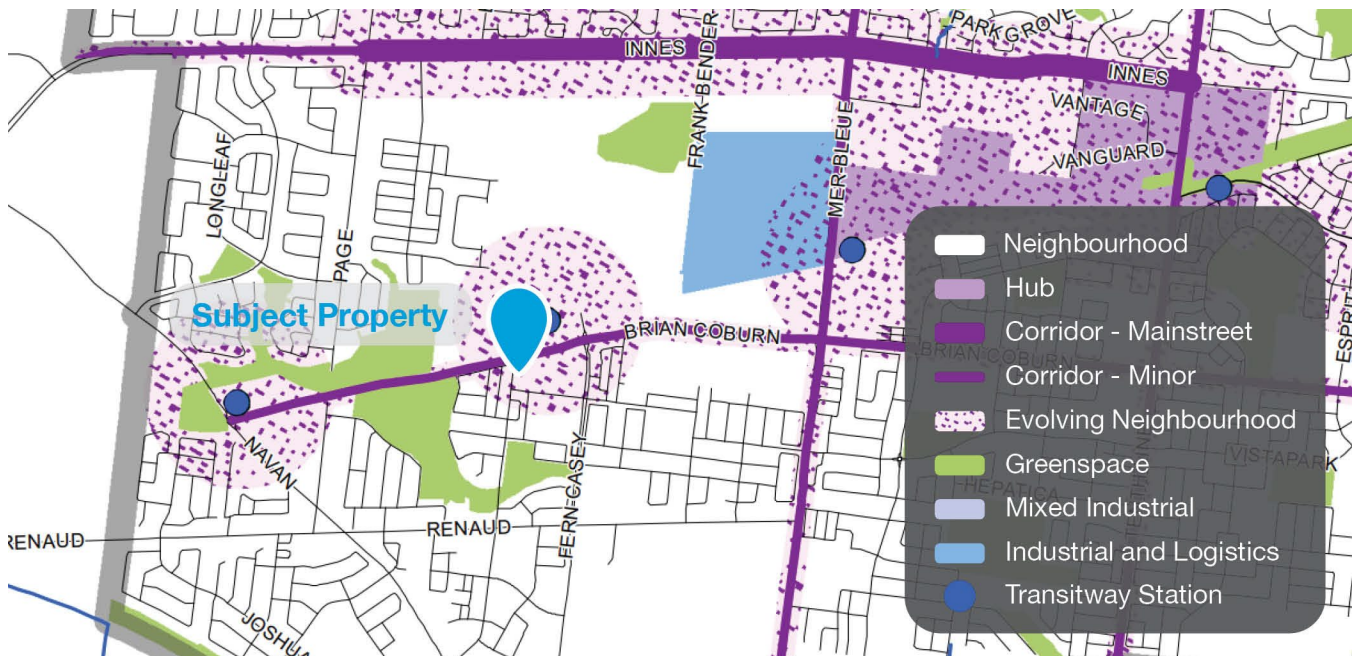 PARKGROVE
INNES
FRANK-BENDER
INNES
VANTAGE
VANGUARD
LONGLEAF
MER-BLEUE
PAGE
Subject Property
BRIAN COBURN
BRIAN COBURN
ESPRIT
NAVAN
FERN-CASEY
VISTAPARK
HEPATICA
RENAUD
RENAUD
Neighbourhood
Hub
Corridor - Mainstreet
Corridor - Minor
Evolving Neighbourhood
Greenspace
Mixed Industrial
Industrial and Logistics
Transitway Station